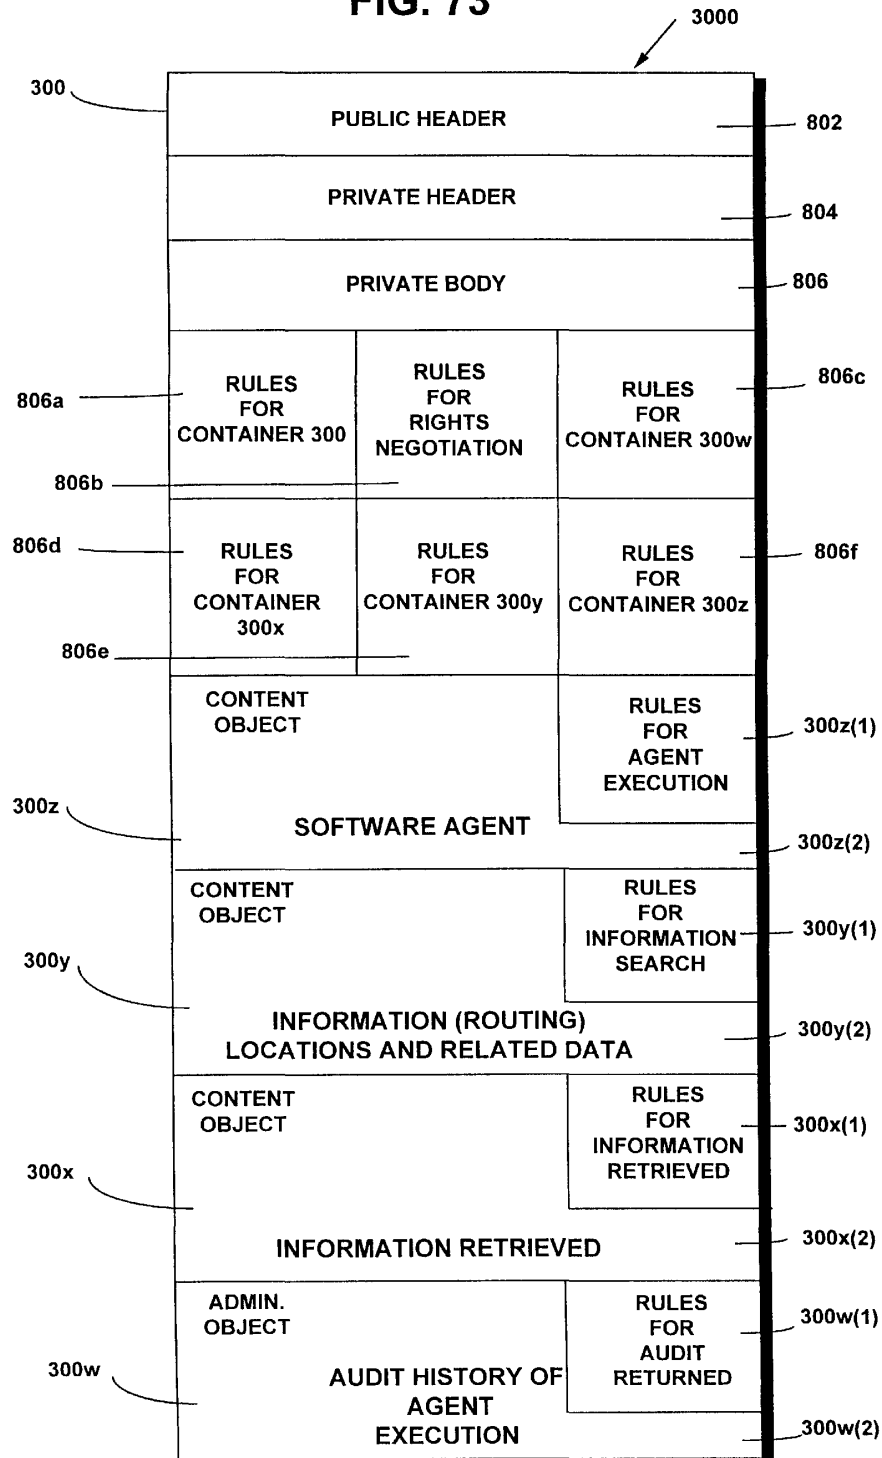 FIG. 73
3000
300
PUBLIC HEADER
802
PRIVATE HEADER
804
PRIVATE BODY
806
806a
RULES
FOR
CONTAINER 300
RULES
FOR
RIGHTS
NEGOTIATION
806b
RULES
FOR
CONTAINER 300w
806c
806d
RULES
FOR
CONTAINER
300x
RULES
FOR
CONTAINER 300y
806e
RULES
FOR
CONTAINER 300z
806f
CONTENT
OBJECT
RULES
FOR
AGENT
EXECUTION
300z(1)
300z
SOFTWARE AGENT
300z(2)
CONTENT
OBJECT
RULES
FOR
INFORMATION
SEARCH
300y(1)
300y
INFORMATION (ROUTING)
LOCATIONS AND RELATED DATA
300y(2)
CONTENT
OBJECT
RULES
FOR
INFORMATION
RETRIEVED
300x(1)
300x
INFORMATION RETRIEVED
300x(2)
ADMIN.
OBJECT
RULES
FOR
AUDIT
RETURNED
300w(1)
300w
AUDIT HISTORY OF
AGENT
EXECUTION
300w(2)